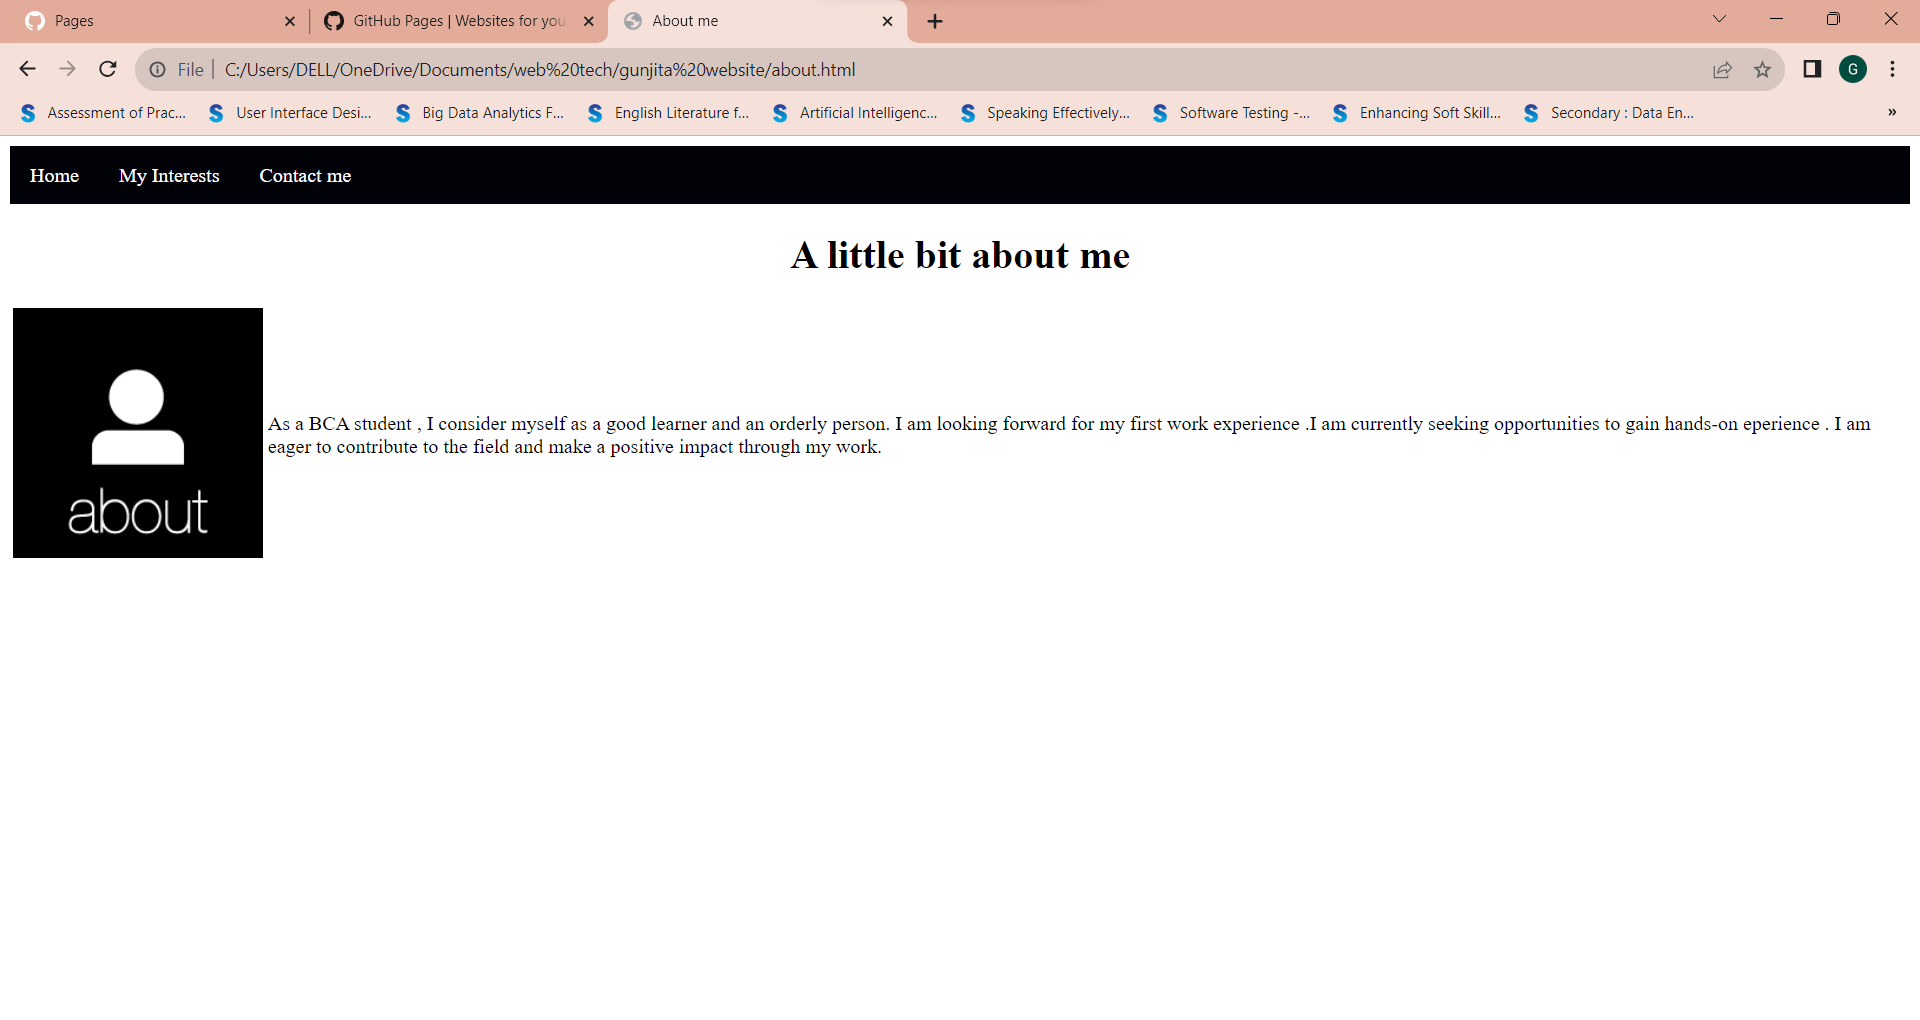 Pages
GitHub Pages | Websites for you
About me
File | C:/Users/DELL/OneDrive/Documents/web%20tech/gunjita%20website/about.html
G
Assessment of Prac... User Interface Desi... Big Data Analytics F... English Literature f... Artificial Intelligenc... Speaking Effectively... Software Testing -... Enhancing Soft Skill... Secondary : Data En... »
Home My Interests Contact me
A little bit about me
about
As a BCA student , I consider myself as a good learner and an orderly person. I am looking forward for my first work experience .I am currently seeking opportunities to gain hands-on eperience . I am
eager to contribute to the field and make a positive impact through my work.